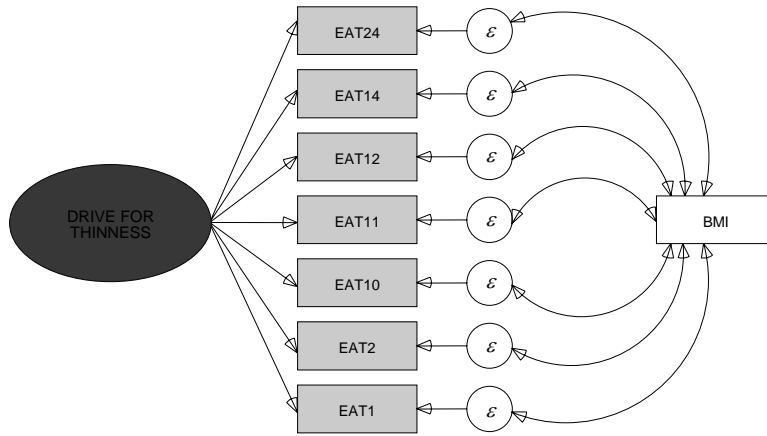 EAT24
ε
EAT14
ε
EAT12
ε
DRIVE FOR
THINNESS
EAT11
ε
BMI
EAT10
ε
EAT2
ε
EAT1
ε